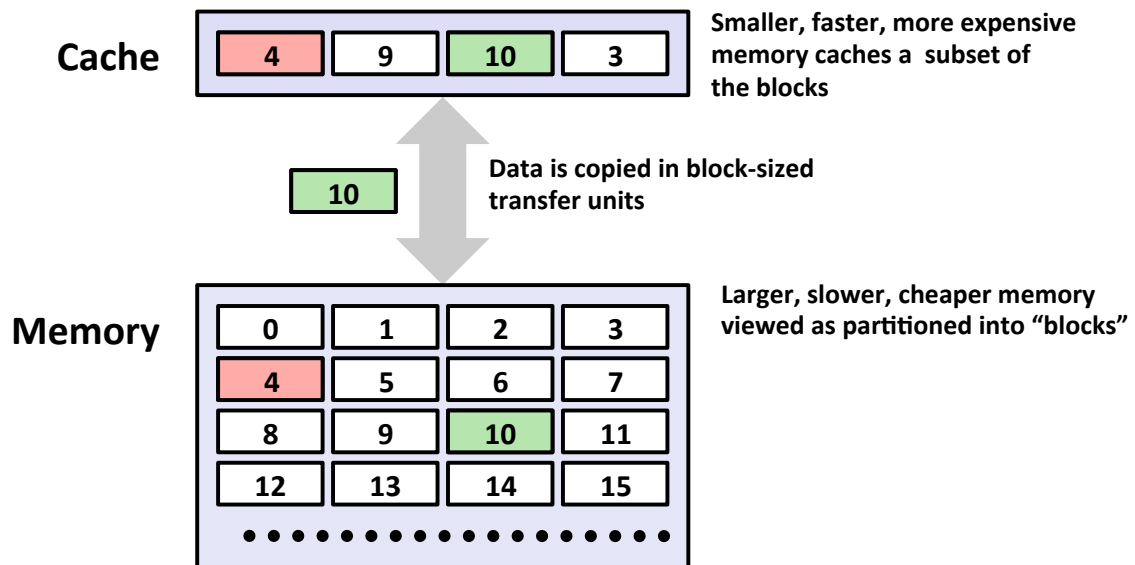 Cache
4 9 10 3
Smaller, faster, more expensive
memory caches a subset of
the blocks
10
Data is copied in block-sized
transfer units
Memory
Larger, slower, cheaper memory
viewed as partitioned into “blocks”
0 1 2 3
4 5 6 7
8 9 10 11
12 13 14 15